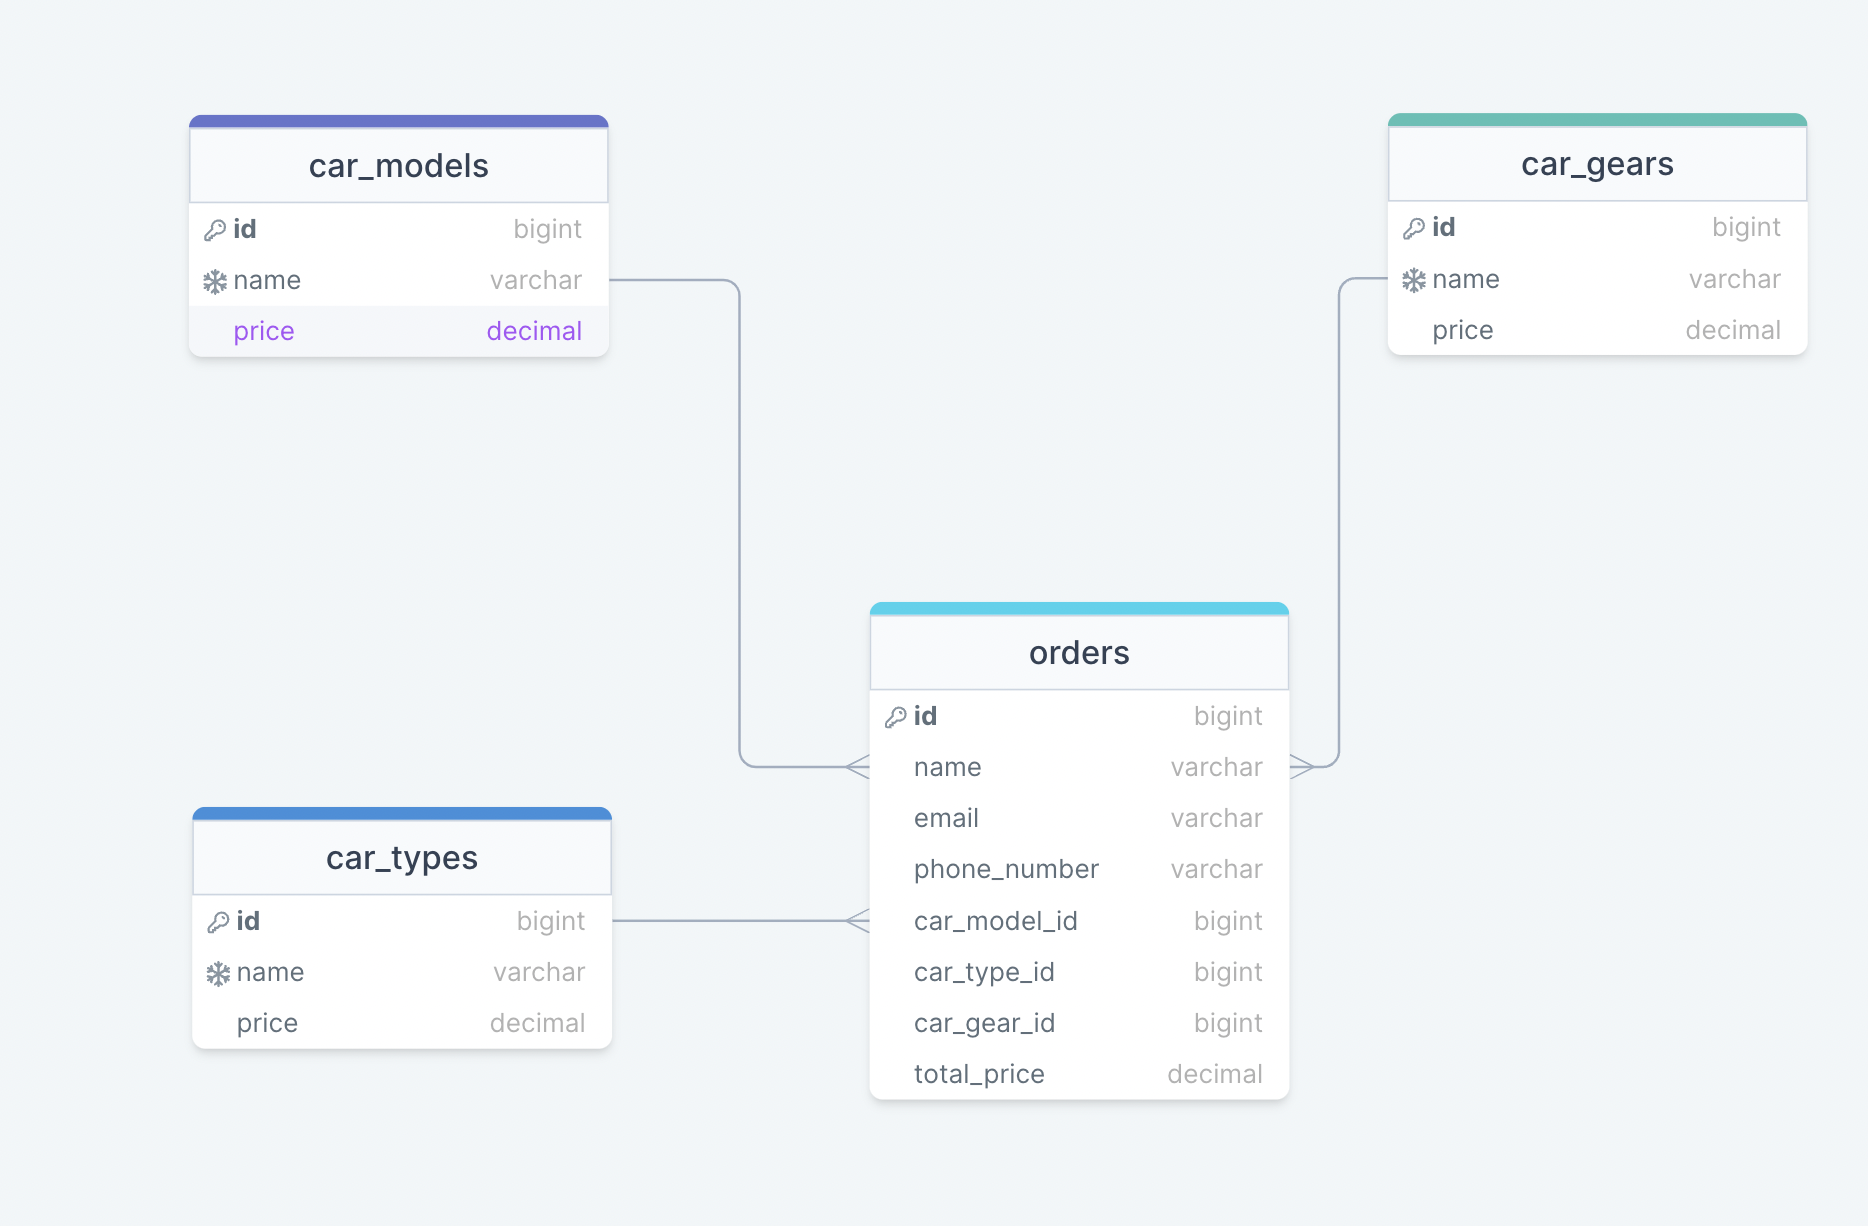 car_models
id bigint
name varchar
price decimal
car_gears
id bigint
name varchar
price decimal
orders
id bigint
name varchar
email varchar
phone_number varchar
car_model_id bigint
car_type_id bigint
car_gear_id bigint
total_price decimal
car_types
id bigint
name varchar
price decimal